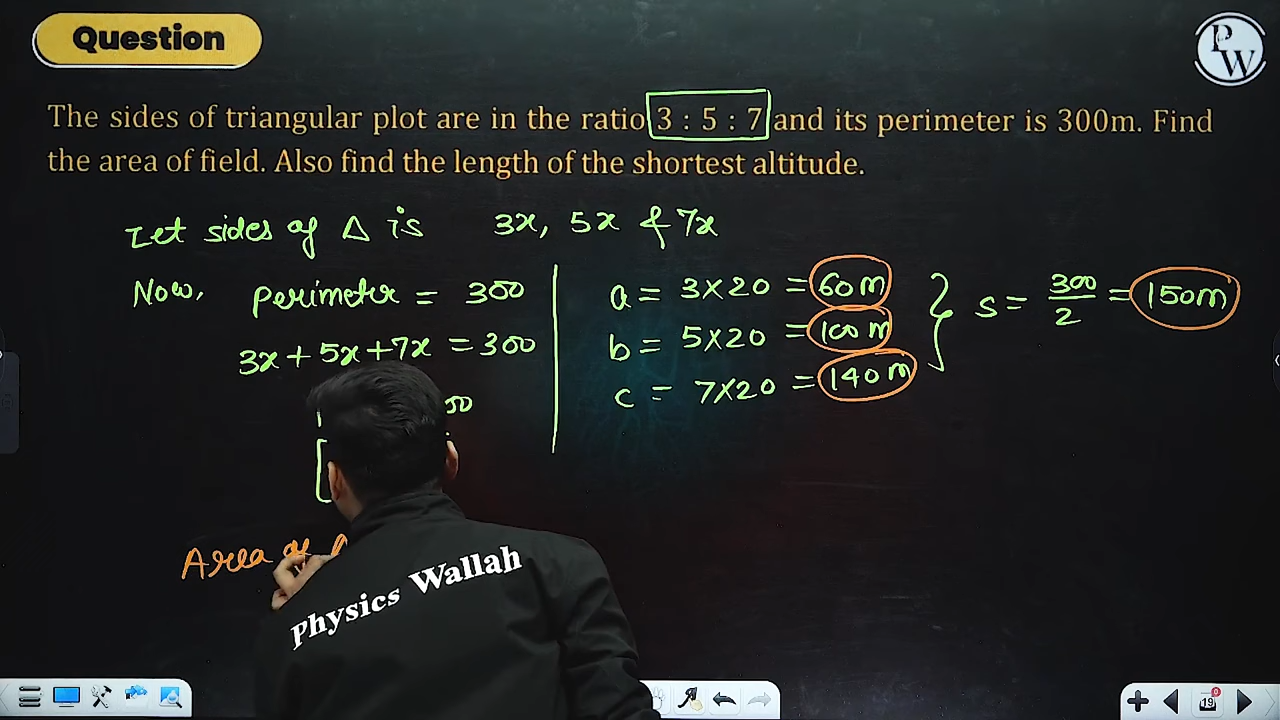 Question
PW
The sides of triangular plot are in the ratio 3 : 5 : 7 and its perimeter is 300m. Find
the area of field. Also find the length of the shortest altitude.
Let sides of Δ is 3x, 5x & 7x
Now, Perimeter = 300
3x + 5x + 7x = 300
a = 3×20 = 60m
b = 5×20 = 100m
c = 7×20 = 140m
s = 300/2 = 150m
Area of
Physics Wallah
19